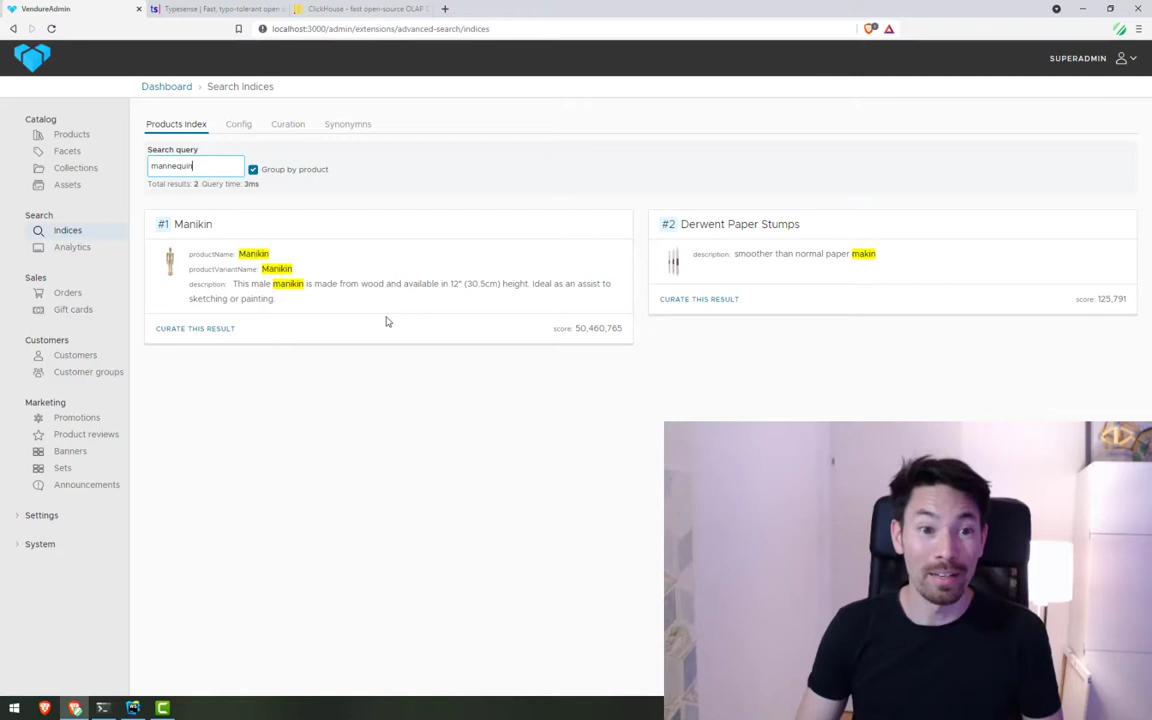 VendureAdmin
Typesense | Fast, typo-tolerant open s
ClickHouse - fast open-source OLAP D
localhost:3000/admin/extensions/advanced-search/indices
SUPERADMIN
Dashboard > Search Indices
Catalog
Products
Facets
Collections
Assets
Search
Indices
Analytics
Sales
Orders
Gift cards
Customers
Customers
Customer groups
Marketing
Promotions
Product reviews
Banners
Sets
Announcements
Settings
System
Products Index
Config
Curation
Synonyms
Search query
mannequin
Group by product
Total results: 2 Query time: 3ms
#1 Manikin
productName: Manikin
productVariantName: Manikin
description: This male manikin is made from wood and available in 12" (30.5cm) height. Ideal as an assist to
sketching or painting.
CURATE THIS RESULT
score: 50,460,765
#2 Derwent Paper Stumps
description: smoother than normal paper makin
CURATE THIS RESULT
score: 125,791